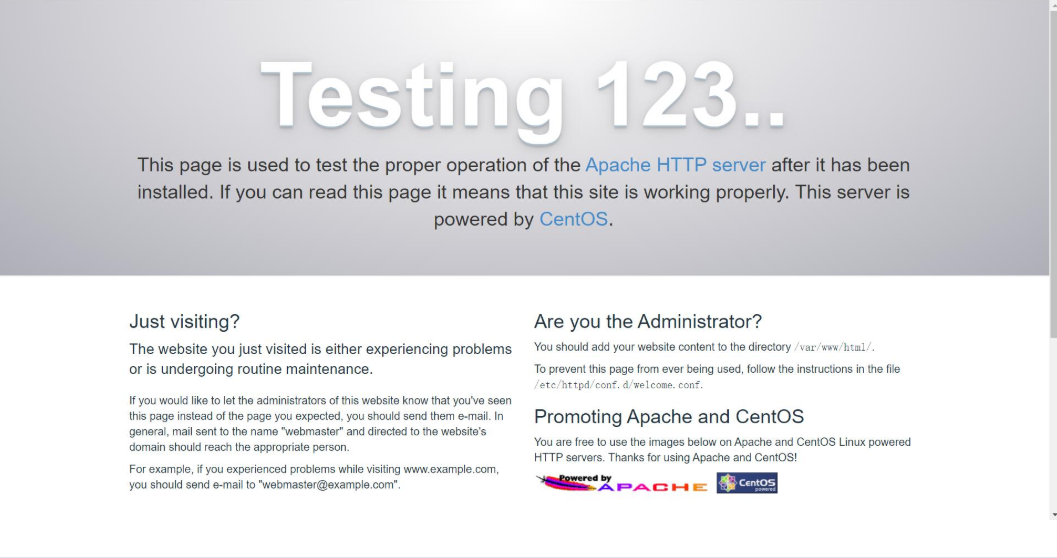 Testing 123..
This page is used to test the proper operation of the Apache HTTP server after it has been
installed. If you can read this page it means that this site is working properly. This server is
powered by CentOS.
Just visiting?
The website you just visited is either experiencing problems
or is undergoing routine maintenance.
If you would like to let the administrators of this website know that you've seen
this page instead of the page you expected, you should send them e-mail. In
general, mail sent to the name "webmaster" and directed to the website's
domain should reach the appropriate person.
For example, if you experienced problems while visiting www.example.com,
you should send e-mail to "webmaster@example.com".
Are you the Administrator?
You should add your website content to the directory /var/www/html/.
To prevent this page from ever being used, follow the instructions in the file
/etc/httpd/conf.d/welcome.conf.
Promoting Apache and CentOS
You are free to use the images below on Apache and CentOS Linux powered
HTTP servers. Thanks for using Apache and CentOS!
Powered by
APACHE
CentOS
powered